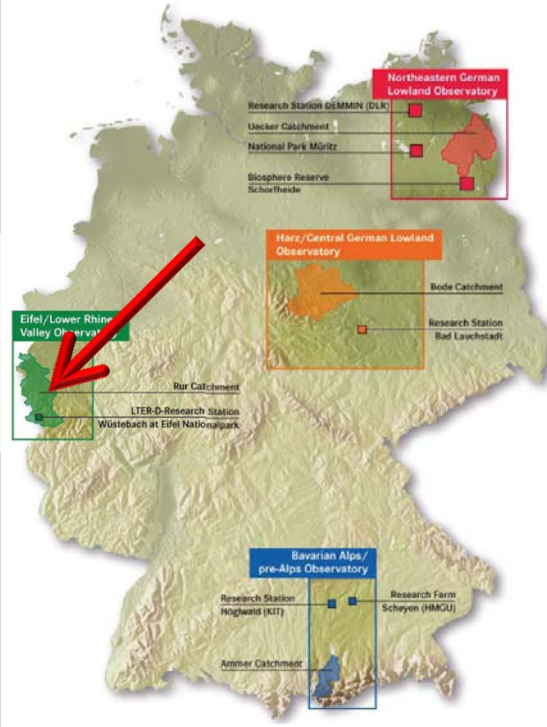 Northeastern German
Lowland Observatory
Research Station DEMMIN (DLR)
Uecker Catchment
National Park Müritz
Biosphere Reserve
Schorfheide
Harz/Central German Lowland
Observatory
Bode Catchment
Research Station
Bad Lauchstadt
Eifel/Lower Rhine
Valley Observatory
Rur Catchment
LTER-D-Research Station
Wüstebach at Eifel Nationalpark
Bavarian Alps/
pre-Alps Observatory
Research Station
Höglwald (KIT)
Research Farm
Scheyen (HMGU)
Ammer Catchment